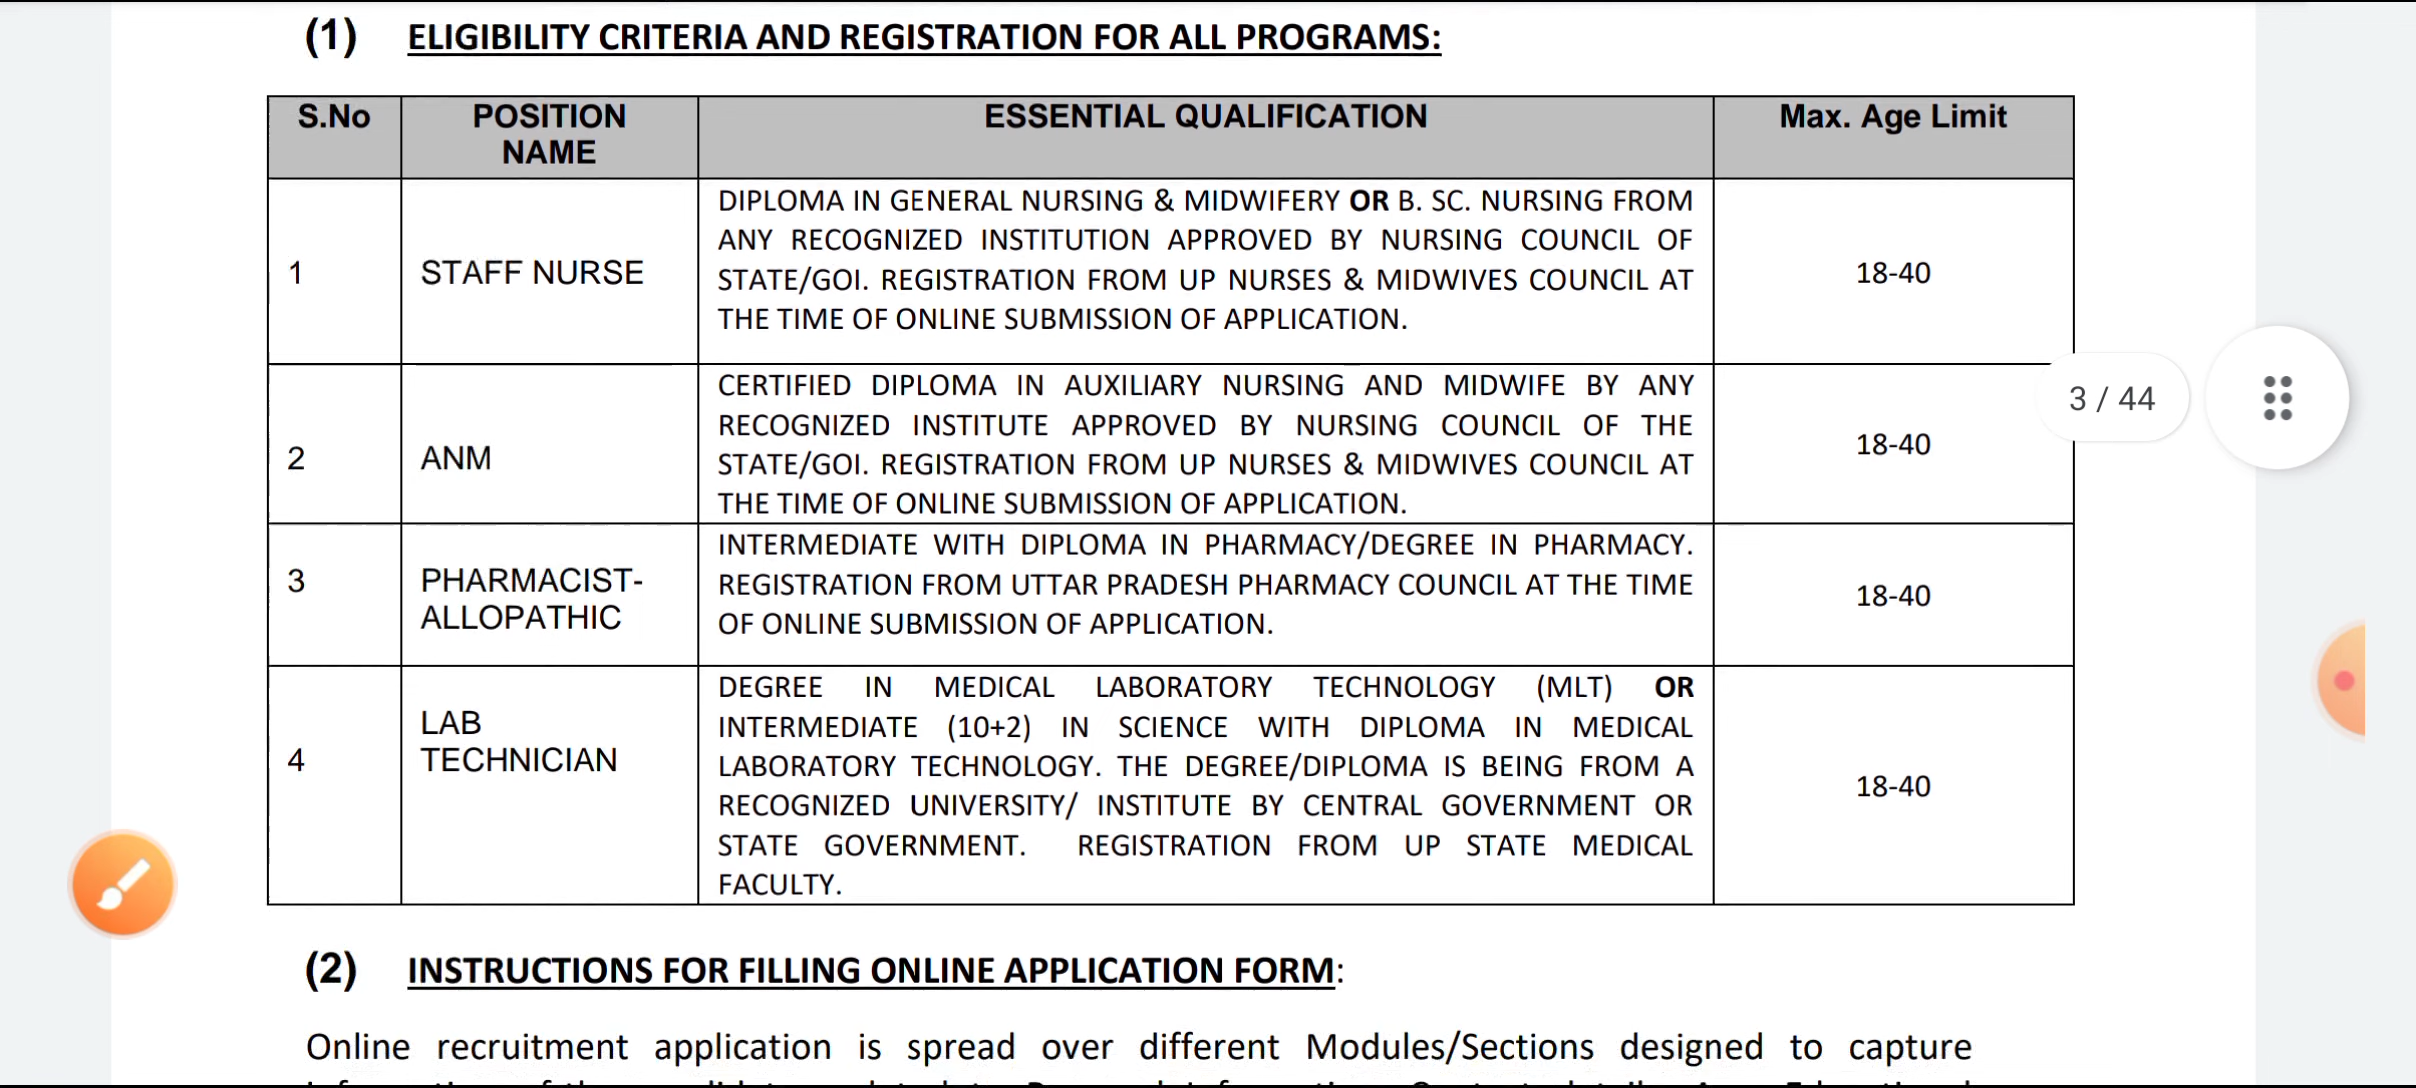 (1) ELIGIBILITY CRITERIA AND REGISTRATION FOR ALL PROGRAMS:
S.No POSITION NAME ESSENTIAL QUALIFICATION Max. Age Limit
1 STAFF NURSE
DIPLOMA IN GENERAL NURSING & MIDWIFERY OR B. SC. NURSING FROM
ANY RECOGNIZED INSTITUTION APPROVED BY NURSING COUNCIL OF
STATE/GOI. REGISTRATION FROM UP NURSES & MIDWIVES COUNCIL AT
THE TIME OF ONLINE SUBMISSION OF APPLICATION.
18-40
2 ANM
CERTIFIED DIPLOMA IN AUXILIARY NURSING AND MIDWIFE BY ANY
RECOGNIZED INSTITUTE APPROVED BY NURSING COUNCIL OF THE
STATE/GOI. REGISTRATION FROM UP NURSES & MIDWIVES COUNCIL AT
THE TIME OF ONLINE SUBMISSION OF APPLICATION.
18-40
3 / 44
3 PHARMACIST-
ALLOPATHIC
INTERMEDIATE WITH DIPLOMA IN PHARMACY/DEGREE IN PHARMACY.
REGISTRATION FROM UTTAR PRADESH PHARMACY COUNCIL AT THE TIME
OF ONLINE SUBMISSION OF APPLICATION.
18-40
4 LAB
TECHNICIAN
DEGREE IN MEDICAL LABORATORY TECHNOLOGY (MLT) OR
INTERMEDIATE (10+2) IN SCIENCE WITH DIPLOMA IN MEDICAL
LABORATORY TECHNOLOGY. THE DEGREE/DIPLOMA IS BEING FROM A
RECOGNIZED UNIVERSITY/ INSTITUTE BY CENTRAL GOVERNMENT OR
STATE GOVERNMENT. REGISTRATION FROM UP STATE MEDICAL
FACULTY.
18-40
(2) INSTRUCTIONS FOR FILLING ONLINE APPLICATION FORM:
Online recruitment application is spread over different Modules/Sections designed to capture